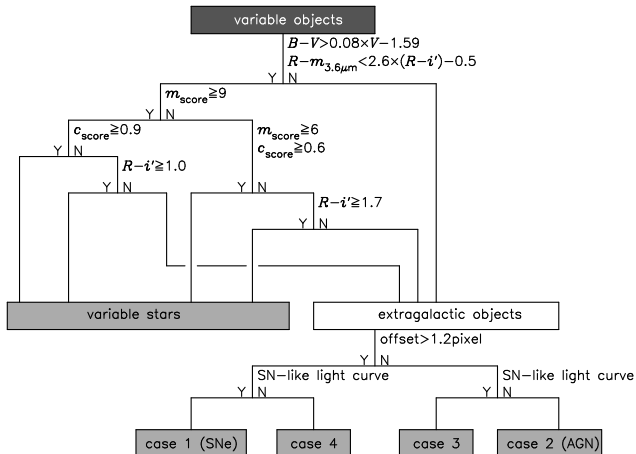 variable objects
B−V>0.08×V−1.59
R−m3.6μm<2.6×(R−i')−0.5
Y N
mscore≧9
Y N
cscore≧0.9
mscore≧6
cscore≧0.6
Y N
R−i'≧1.0
Y N
Y N
R−i'≧1.7
Y N
variable stars
extragalactic objects
offset>1.2pixel
Y N
SN−like light curve
SN−like light curve
Y N
Y N
case 1 (SNe)
case 4
case 3
case 2 (AGN)